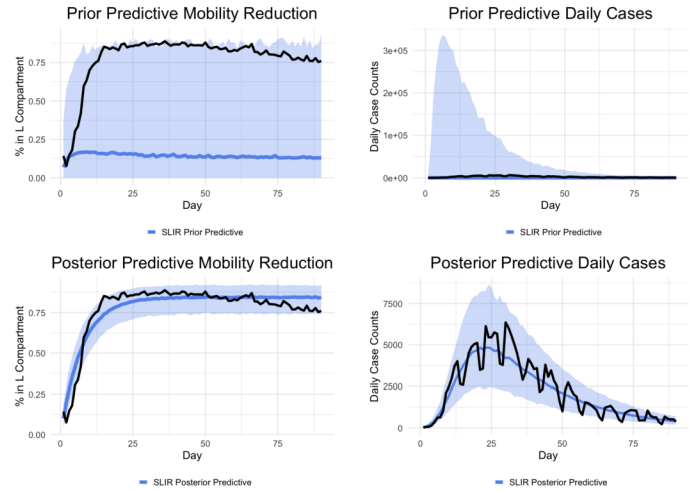 Prior Predictive Mobility Reduction
% in L Compartment
0.75
0.50
0.25
0.00
0
25
50
75
Day
SLIR Prior Predictive
Prior Predictive Daily Cases
Daily Case Counts
3e+05
2e+05
1e+05
0e+00
0
25
50
75
Day
SLIR Prior Predictive
Posterior Predictive Mobility Reduction
% in L Compartment
0.75
0.50
0.25
0.00
0
25
50
75
Day
SLIR Posterior Predictive
Posterior Predictive Daily Cases
Daily Case Counts
7500
5000
2500
0
0
25
50
75
Day
SLIR Posterior Predictive